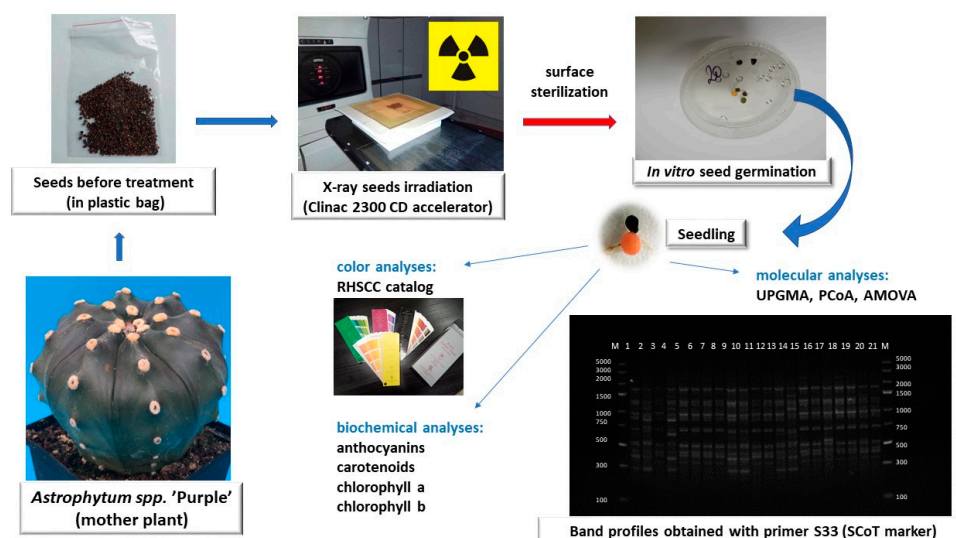 Seeds before treatment
(in plastic bag)
X-ray seeds irradiation
(Clinac 2300 CD accelerator)
surface
sterilization
20
In vitro seed germination
Seedling
color analyses:
RHSCC catalog
molecular analyses:
UPGMA, PCoA, AMOVA
biochemical analyses:
anthocyanins
carotenoids
chlorophyll a
chlorophyll b
Astrophytum spp. ’Purple’
(mother plant)
M 1 2 3 4 5 6 7 8 9 10 11 12 13 14 15 16 17 18 19 20 21 M
5000
3000
2000
1500
1000
750
500
300
100
5000
3000
2000
1500
1000
750
500
300
100
Band profiles obtained with primer S33 (SCoT marker)